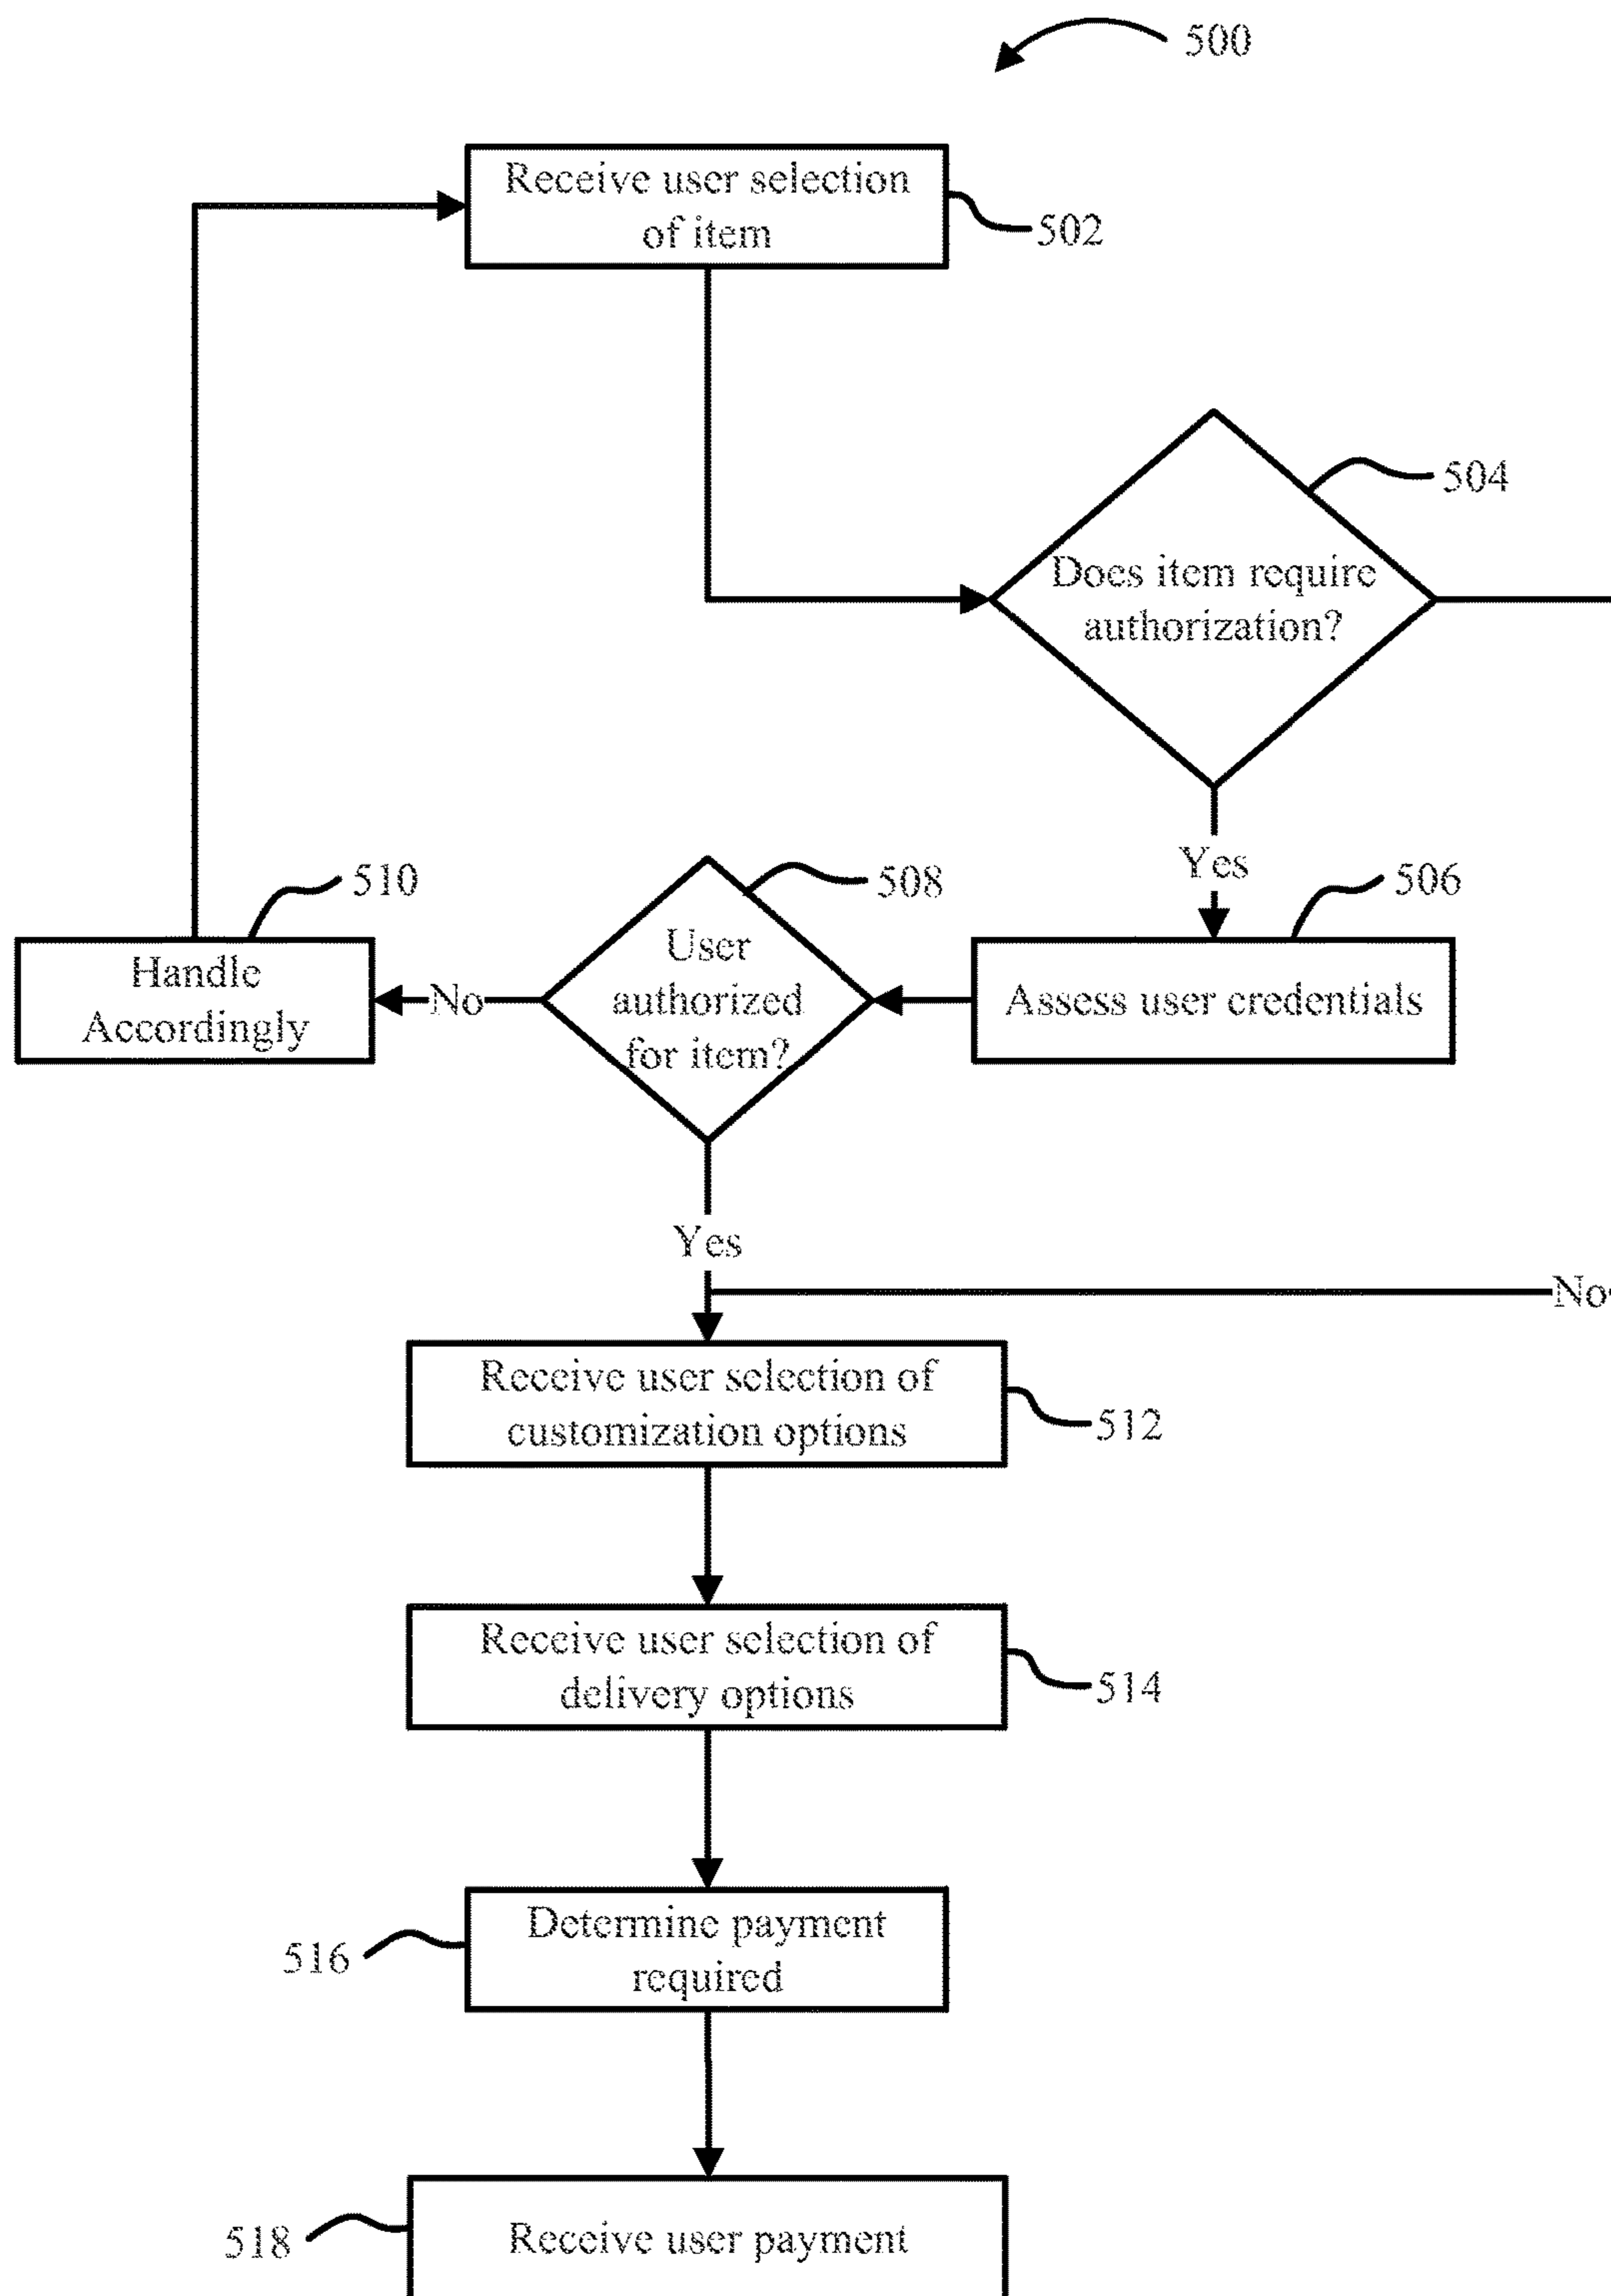 500
Receive user selection
of item
502
504
Does item require
authorization?
Yes
506
Assess user credentials
508
User
authorized
for item?
No
510
Handle
Accordingly
Yes
No
Receive user selection of
customization options
512
Receive user selection of
delivery options
514
Determine payment
required
516
Receive user payment
518